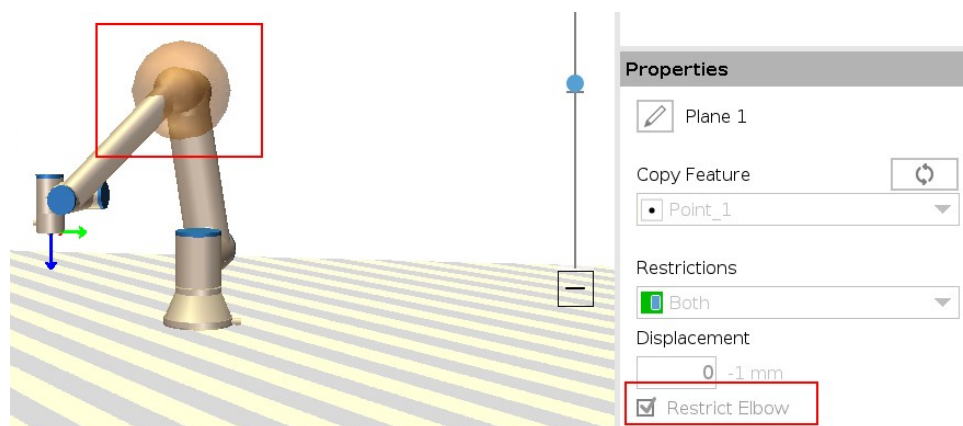 Properties
Plane 1
Copy Feature
Point_1
Restrictions
Both
Displacement
0 -1 mm
Restrict Elbow